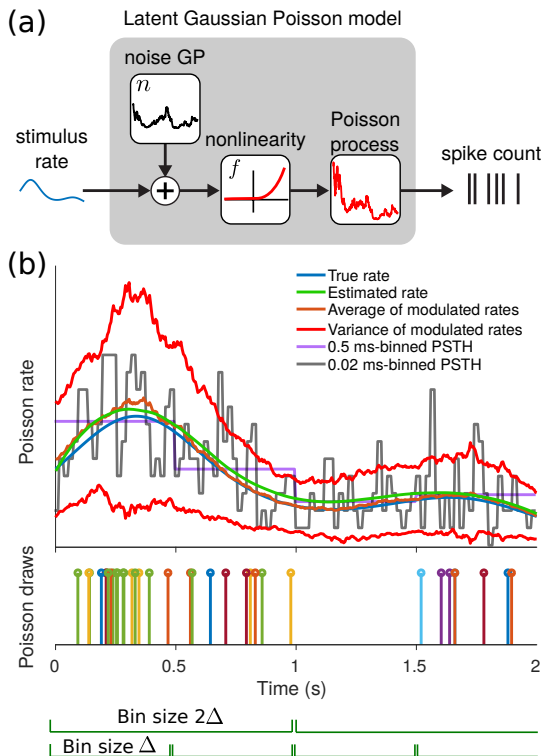 (a)
Latent Gaussian Poisson model
noise GP
n
stimulus
rate
nonlinearity
f
Poisson
process
spike count
+
(b)
True rate
Estimated rate
Average of modulated rates
Variance of modulated rates
0.5 ms-binned PSTH
0.02 ms-binned PSTH
Poisson rate
Poisson draws
0
0.5
1
1.5
2
Time (s)
Bin size 2Δ
Bin size Δ